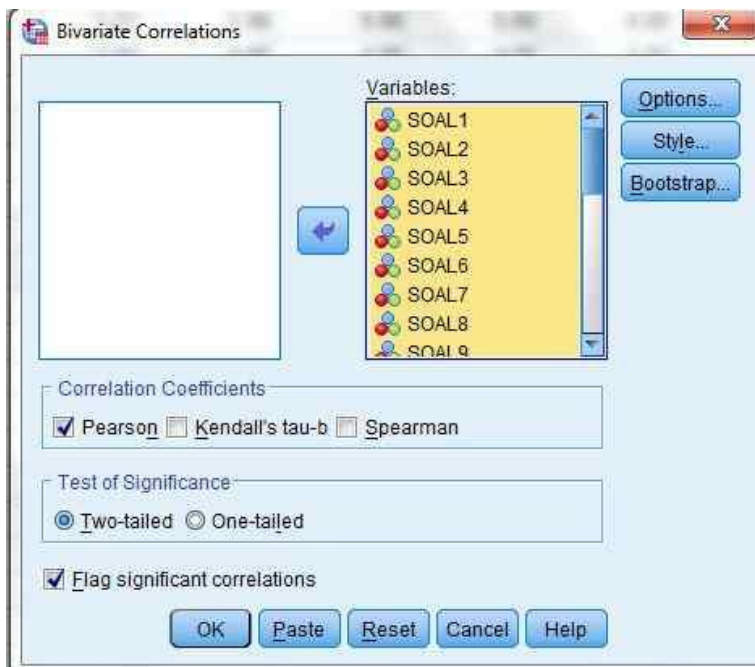 Bivariate Correlations
Variables:
SOAL1
SOAL2
SOAL3
SOAL4
SOAL5
SOAL6
SOAL7
SOAL8
SOAL9
Options...
Style...
Bootstrap...
Correlation Coefficients
Pearson Kendall's tau-b Spearman
Test of Significance
Two-tailed One-tailed
Flag significant correlations
OK Paste Reset Cancel Help